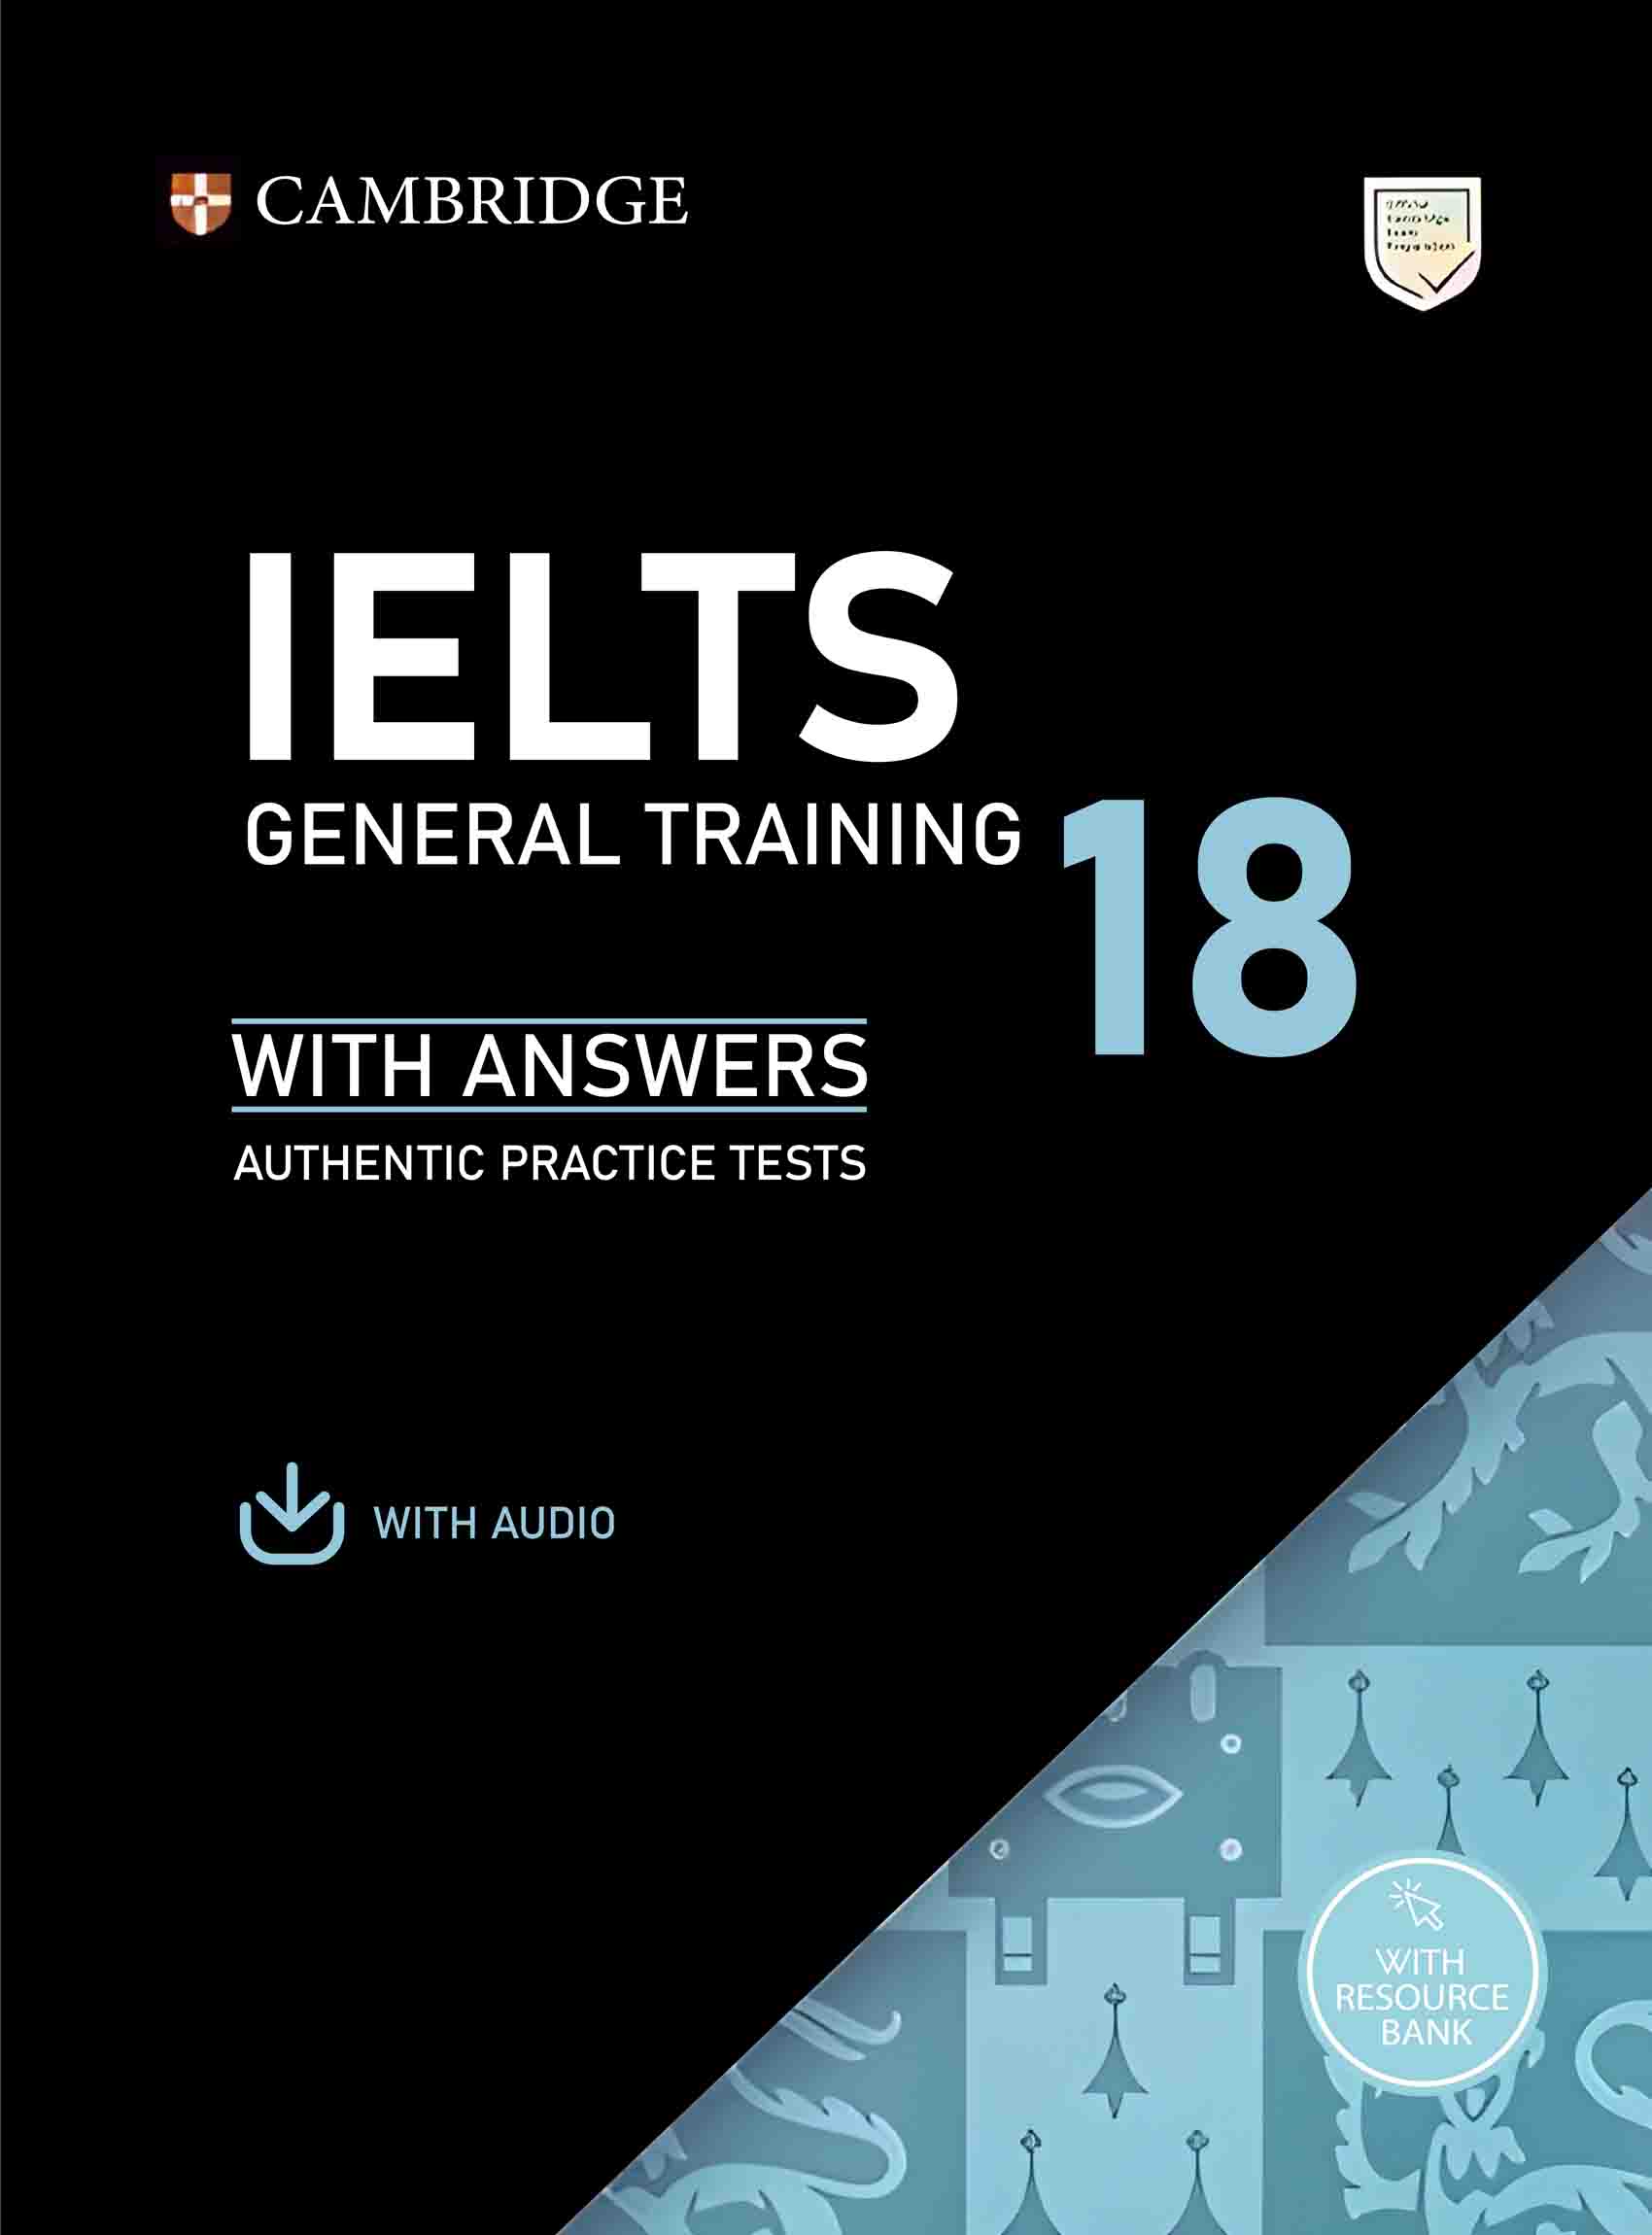 CAMBRIDGE
IELTS
GENERAL TRAINING 18
WITH ANSWERS
AUTHENTIC PRACTICE TESTS
WITH AUDIO
WITH
RESOURCE
BANK